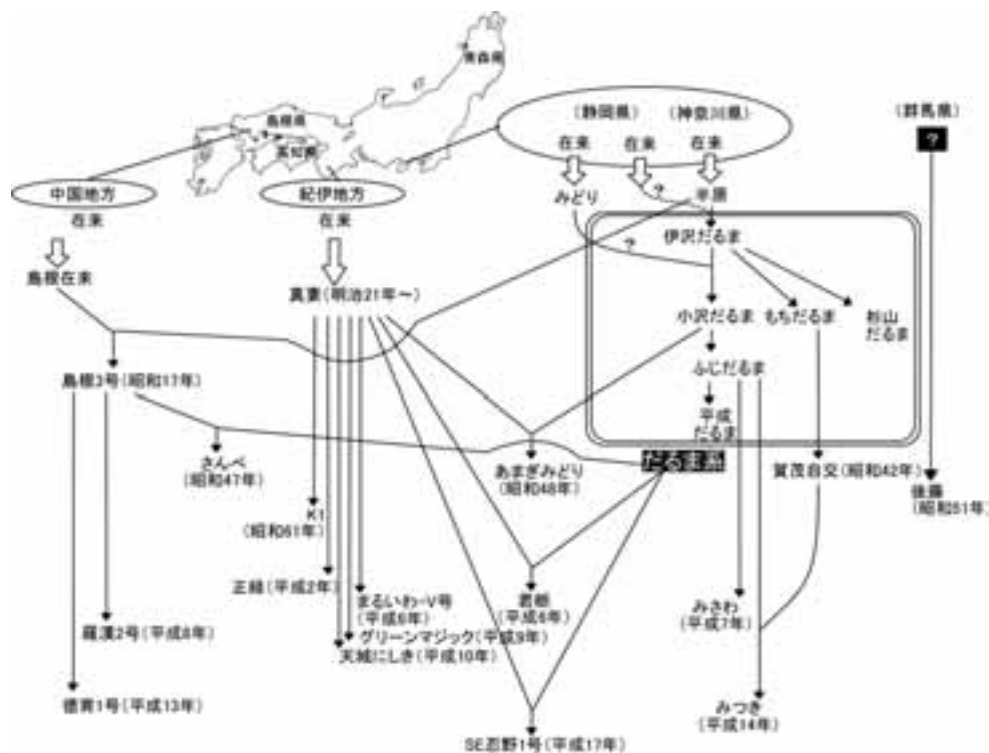 青森県
島根県
高知県
(静岡県)
(神奈川県)
(群馬県)
在来
在来
在来
?
中国地方
在来
紀伊地方
在来
みどり
?
半原
?
伊沢だるま
島根在来
真妻(明治21年〜)
小沢だるま
もちだるま
杉山
だるま
ふじだるま
島根3号(昭和17年)
平成
だるま
だるま系
さんべ
(昭和47年)
あまぎみどり
(昭和48年)
賀茂自交(昭和42年)
後藤
(昭和51年)
K1
(昭和61年)
正緑(平成2年)
まるいわ-V号
(平成6年)
グリーンマジック(平成9年)
天城にしき(平成10年)
(平成6年)
みさわ
(平成7年)
羅漢2号(平成8年)
徳育1号(平成13年)
みつき
(平成14年)
SE忍野1号(平成17年)